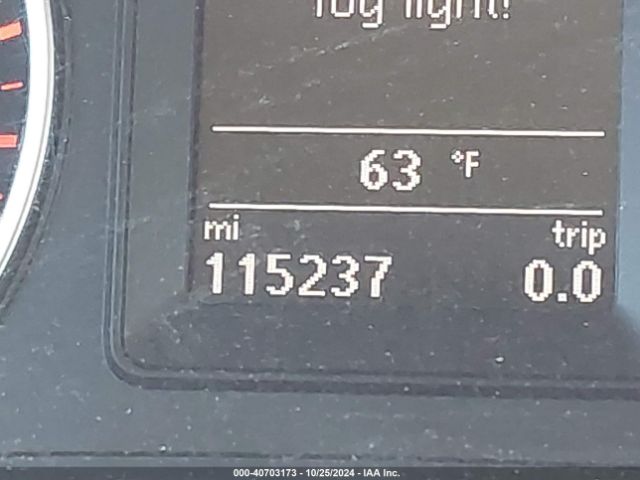 fog light!
63 °F
mi trip
115237 0.0
000-40703173 - 10/25/2024 - IAA Inc.